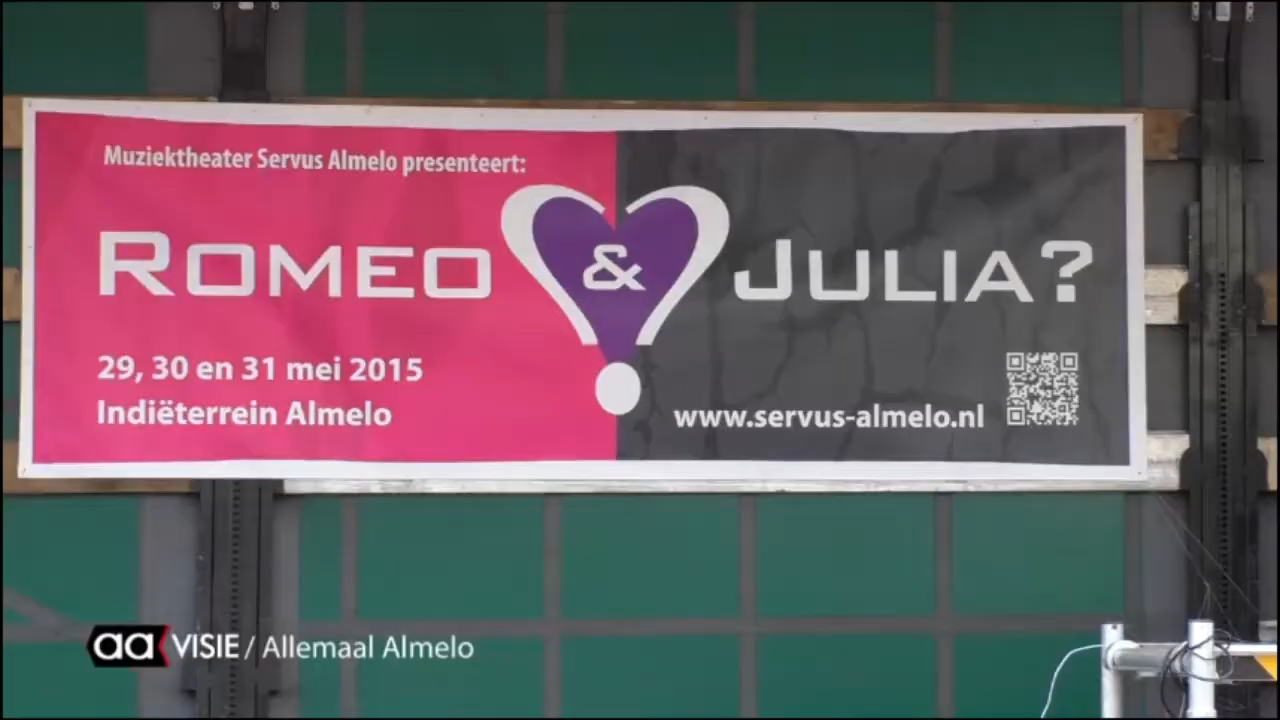 Muziektheater Servus Almelo presenteert:
ROMEO & JULIA?
29, 30 en 31 mei 2015
Indiëterrein Almelo
www.servus-almelo.nl
aa VISIE / Allemaal Almelo